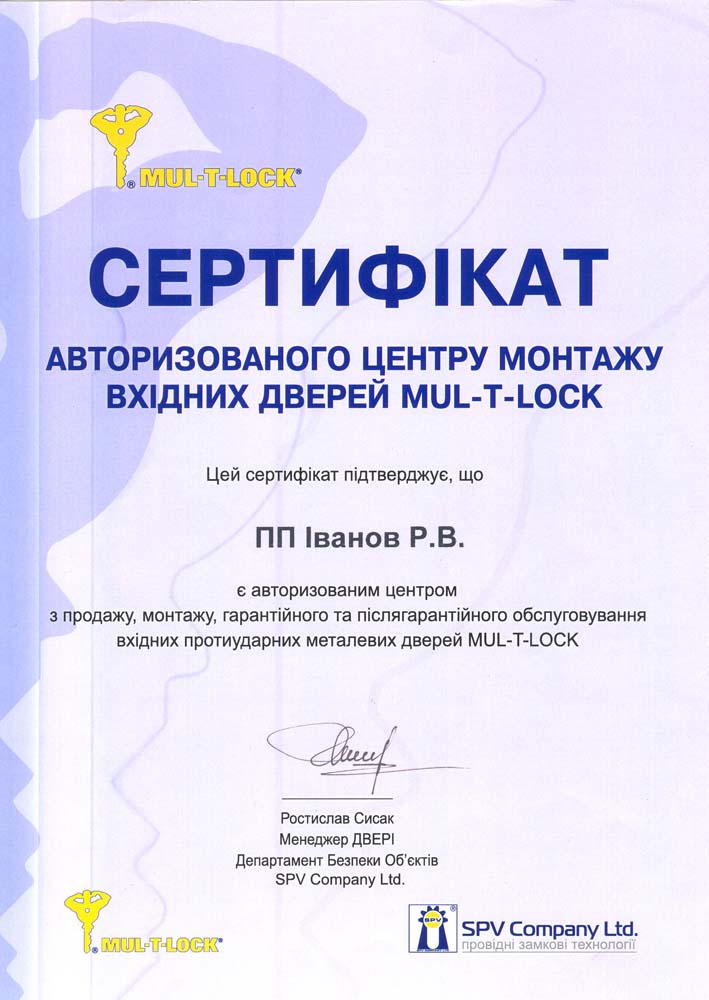 MUL-T-LOCK®
СЕРТИФІКАТ
АВТОРИЗОВАНОГО ЦЕНТРУ МОНТАЖУ
ВХІДНИХ ДВЕРЕЙ MUL-T-LOCK
Цей сертифікат підтверджує, що
ПП Іванов Р.В.
є авторизованим центром
з продажу, монтажу, гарантійного та післягарантійного обслуговування
вхідних протиударних металевих дверей MUL-T-LOCK
Ростислав Сисак
Менеджер ДВЕРІ
Департамент Безпеки Об'єктів
SPV Company Ltd.
MUL-T-LOCK®
SPV
SPV Company Ltd.
провідні замкові технології